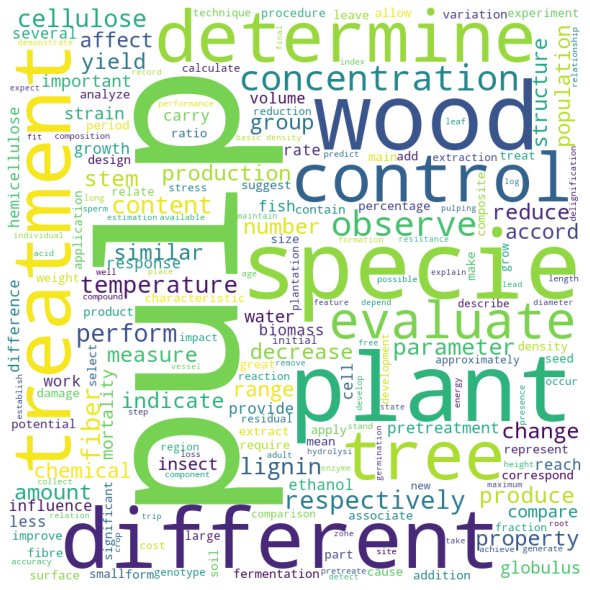 cellulose
technique
procedure
leave
allow
variation
experiment
demonstrate
several
affect
final
determine
relationship
important
yield
calculate
index
expect
analyze
record
concentration
structure
population
strain
volume
performance
reduction
basic density
leaf
fit
composition
period
carry
group
wood
growth
ratio
rate
predict
main
add
extraction
treat
delignification
design
production
control
hemicellulose
treatment
pulp
stem
relate
stress
suggest
log
long
sperm
content
fish
contain
percentage
composite
pulping
reduce
application
estimation
available
maintain
number
observe
accord
individual
similar
formation
resistance
acid
response
size
specie
make
grow
explain
lead
weight
well
place
age
plantation
possible
temperature
compound
characteristic
feature
depend
describe
diameter
length
difference
product
water
evaluate
select
impact
biomass
initial
perform
vessel
great
decrease
parameter
density
seed
establish
damage
work
measure
reaction
remove
free
cell
approximately
occur
potential
step
indicate
range
plant
develop
development
state
energy
presence
pretreatment
fiber
mortality
provide
residual
apply
stand
change
collect
region
extract
require
tree
represent
chemical
loss
adult
mean
hydrolysi
germination
height
insect
component
lignin
reach
amount
enzyme
correspond
maximum
influence
ethanol
new
respectively
produce
relation
trip
comparison
associate
fraction
root
less
significant
compare
improve
crop
cost
large
different
part
zone
take
property
fibre
genotype
soil
site
achieve
generate
accuracy
surface
smallform
fermentation
addition
cause
pretreate
detect
globulus